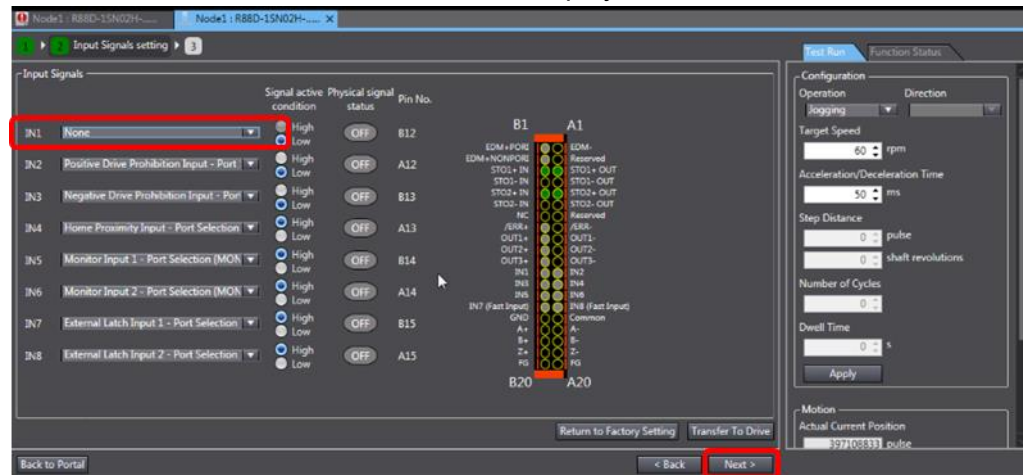 Node1 : R88D-1SN02H-...... Node1 : R88D-1SN02H-...... ×
1 2 Input Signals setting 3
Test Run Function Status
Input Signals
Signal active condition Physical signal status Pin No.
IN1 None High Low OFF B12
IN2 Positive Drive Prohibition Input - Port High Low OFF A12
IN3 Negative Drive Prohibition Input - Por High Low OFF B13
IN4 Home Proximity Input - Port Selection High Low OFF A13
IN5 Monitor Input 1 - Port Selection (MON High Low OFF B14
IN6 Monitor Input 2 - Port Selection (MON High Low OFF A14
IN7 External Latch Input 1 - Port Selection High Low OFF B15
IN8 External Latch Input 2 - Port Selection High Low OFF A15
B1 A1
EDM+PORI EDM-
EDM+NONPORI Reserved
STO1+ IN STO1+ OUT
STO1- IN STO1- OUT
STO2+ IN STO2+ OUT
STO2- IN STO2- OUT
NC Reserved
/ERR+ /ERR-
OUT1+ OUT1-
OUT2+ OUT2-
OUT3+ OUT3-
IN1 IN2
IN3 IN4
IN5 IN6
IN7 (Fast Input) IN8 (Fast Input)
GND Common
A+ A-
B+ B-
Z+ Z-
FG FG
B20 A20
Return to Factory Setting Transfer To Drive
Back to Portal < Back Next >
Configuration
Operation Direction
Jogging
Target Speed
60 rpm
Acceleration/Deceleration Time
50 ms
Step Distance
0 pulse
0 shaft revolutions
Number of Cycles
0
Dwell Time
0 s
Apply
Motion
Actual Current Position
397108833 pulse